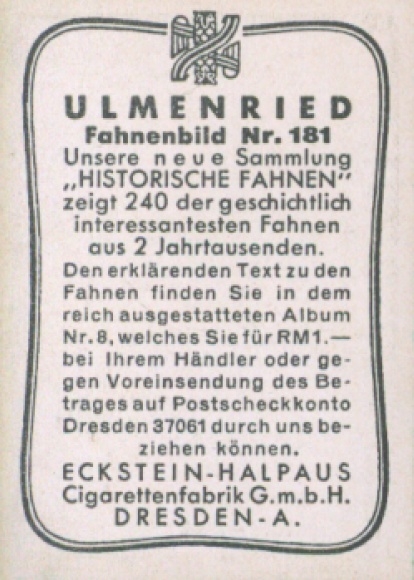 ULMENRIED
Fahnenbild Nr. 181
Unsere neue Sammlung
„HISTORISCHE FAHNEN“
zeigt 240 der geschichtlich
interessantesten Fahnen
aus 2 Jahrtausenden.
Den erklärenden Text zu den
Fahnen finden Sie in dem
reich ausgestatteten Album
Nr. 8, welches Sie für RM 1.—
bei Ihrem Händler oder ge-
gen Voreinsendung des Be-
trages auf Postscheckkonto
Dresden 37061 durch uns be-
ziehen können.
ECKSTEIN-HALPAUS
Cigarettenfabrik G.m.b.H.
DRESDEN-A.